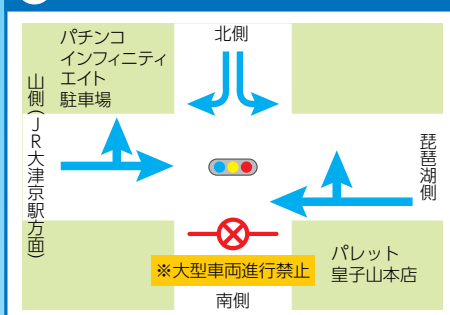 パチンコ
インフィニティ
エイト
駐車場
北側
山側(JR大津京駅方面)
琵琶湖側
※大型車両進行禁止
パレット
皇子山本店
南側